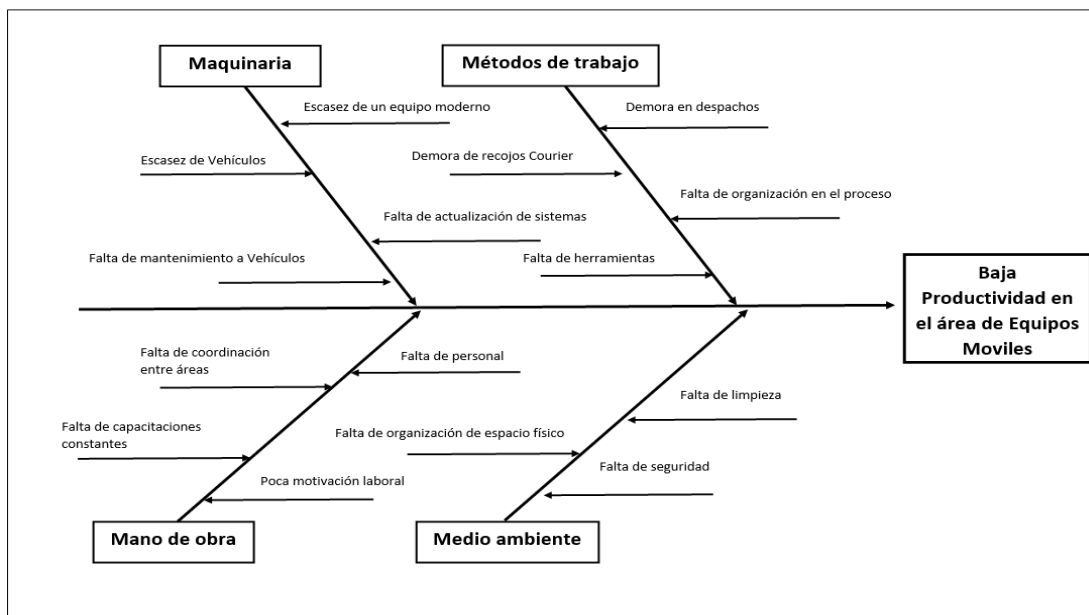 Maquinaria
Métodos de trabajo
Escasez de un equipo moderno
Demora en despachos
Escasez de Vehículos
Demora de recojos Courier
Falta de organización en el proceso
Falta de actualización de sistemas
Falta de mantenimiento a Vehículos
Falta de herramientas
Baja
Productividad en
el área de Equipos
Moviles
Falta de coordinación
entre áreas
Falta de personal
Falta de limpieza
Falta de capacitaciones
constantes
Falta de organización de espacio físico
Falta de seguridad
Poca motivación laboral
Mano de obra
Medio ambiente